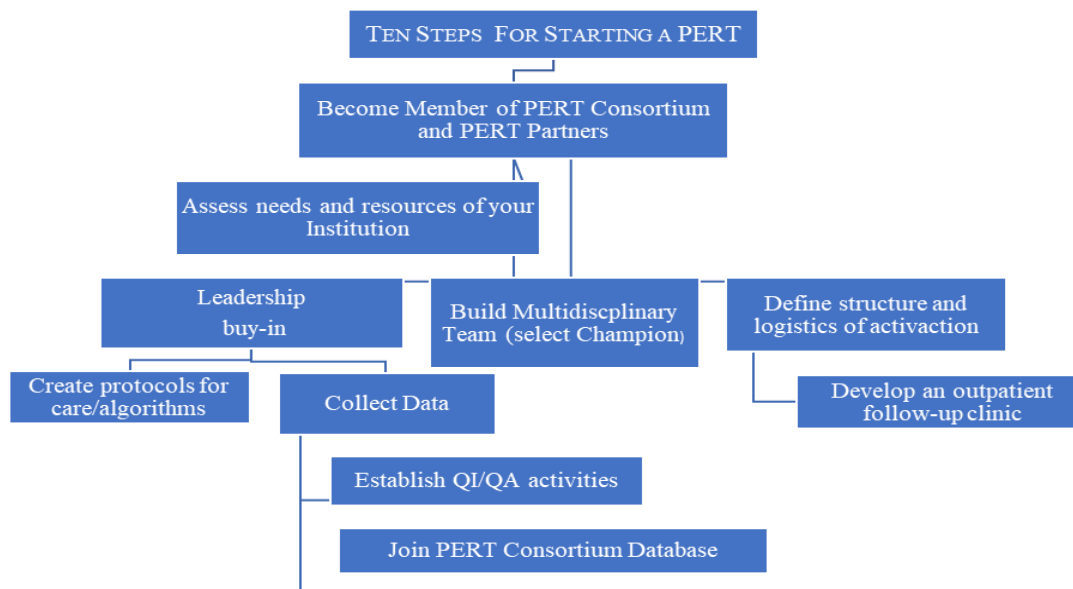 TEN STEPS FOR STARTING A PERT
Become Member of PERT Consortium
and PERT Partners
Assess needs and resources of your
Institution
Leadership
buy-in
Build Multidiscplinary
Team (select Champion)
Define structure and
logistics of activaction
Create protocols for
care/algorithms
Collect Data
Develop an outpatient
follow-up clinic
Establish QI/QA activities
Join PERT Consortium Database